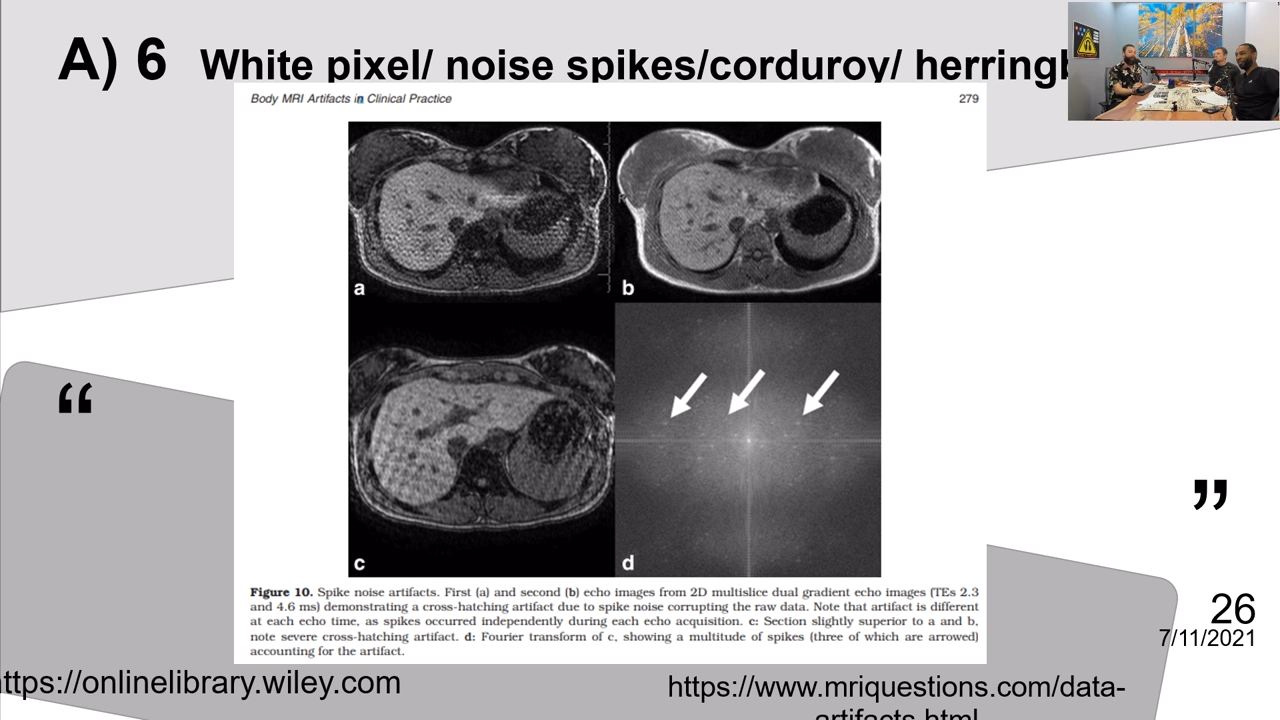 A) 6 White pixel/ noise spikes/corduroy/ herringb
Body MRI Artifacts in Clinical Practice
279
a
b
c
d
Figure 10. Spike noise artifacts. First (a) and second (b) echo images from 2D multislice dual gradient echo images (TEs 2.3
and 4.6 ms) demonstrating a cross-hatching artifact due to spike noise corrupting the raw data. Note that artifact is different
at each echo time, as spikes occurred independently during each echo acquisition. c: Section slightly superior to a and b,
note severe cross-hatching artifact. d: Fourier transform of c, showing a multitude of spikes (three of which are arrowed)
accounting for the artifact.
“
”
26
7/11/2021
ttps://onlinelibrary.wiley.com
https://www.mriquestions.com/data-
artifacts.html